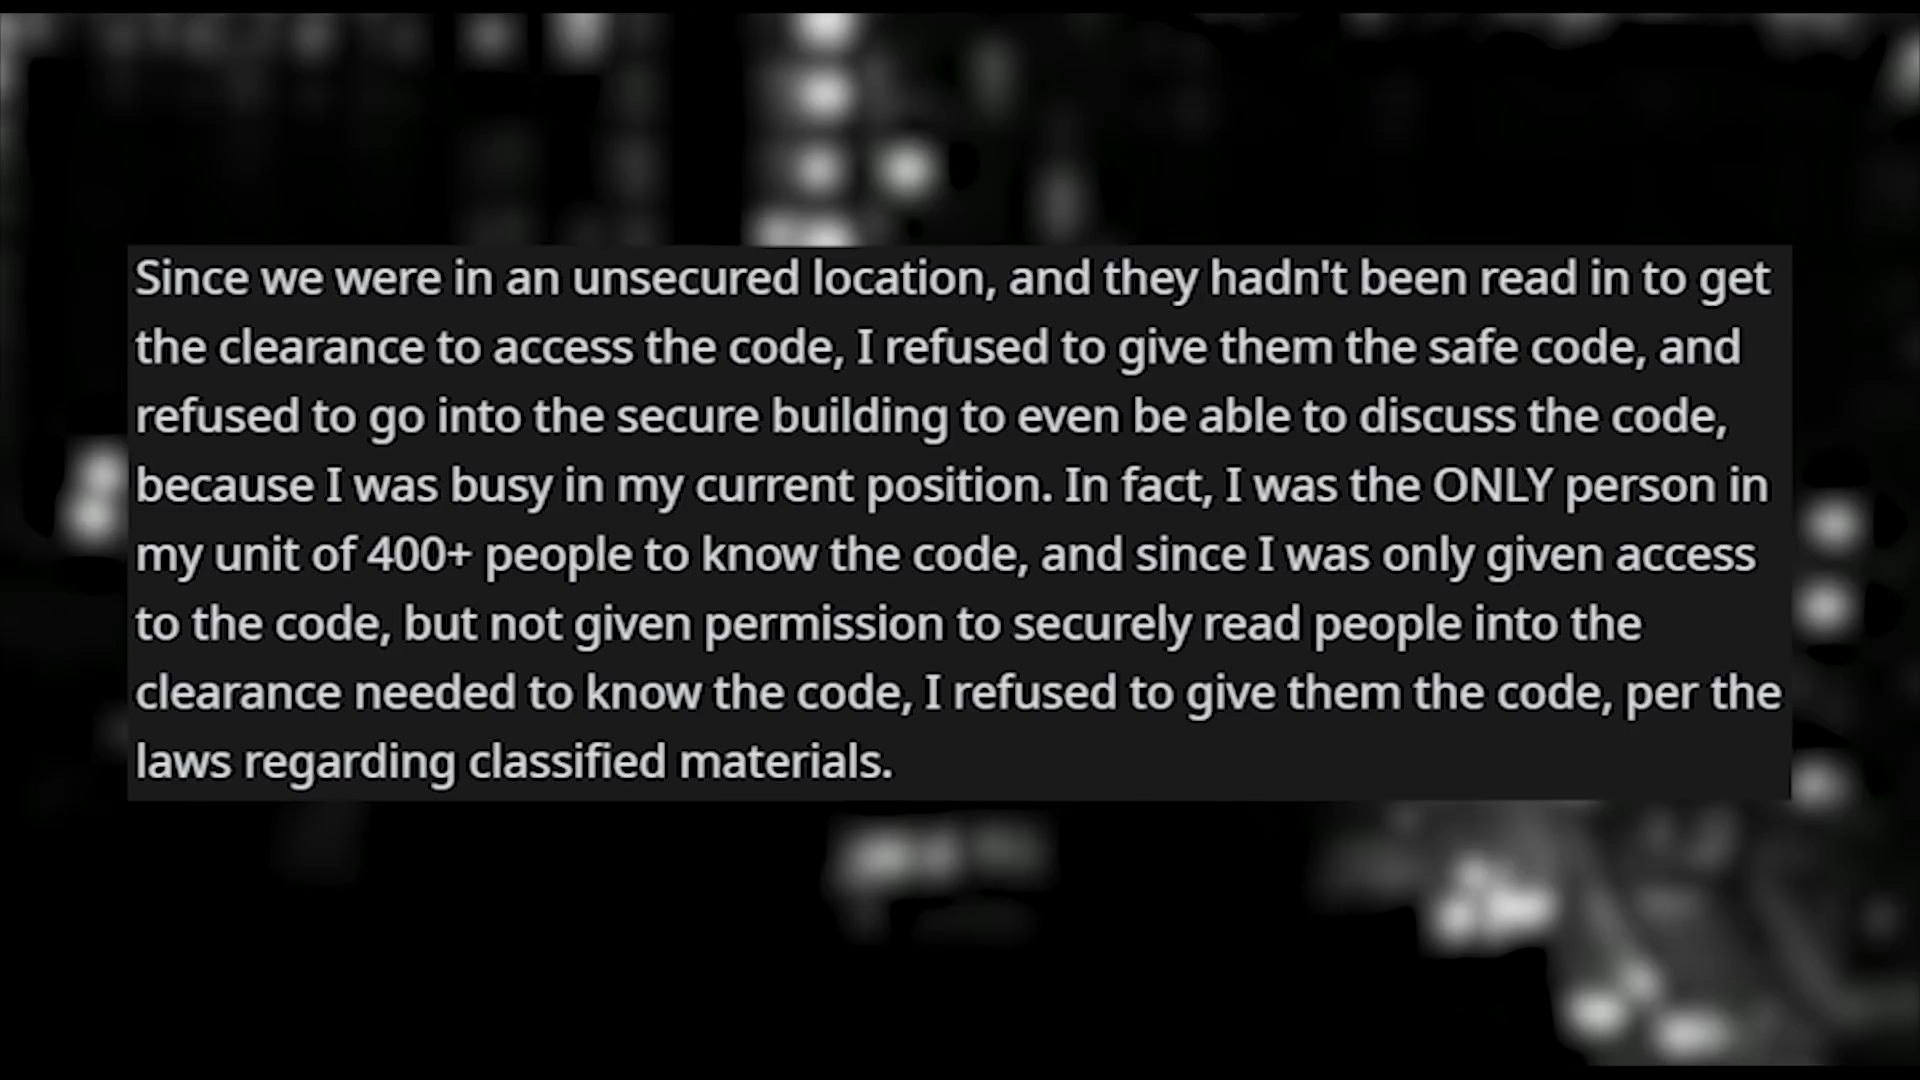 Since we were in an unsecured location, and they hadn't been read in to get
the clearance to access the code, I refused to give them the safe code, and
refused to go into the secure building to even be able to discuss the code,
because I was busy in my current position. In fact, I was the ONLY person in
my unit of 400+ people to know the code, and since I was only given access
to the code, but not given permission to securely read people into the
clearance needed to know the code, I refused to give them the code, per the
laws regarding classified materials.